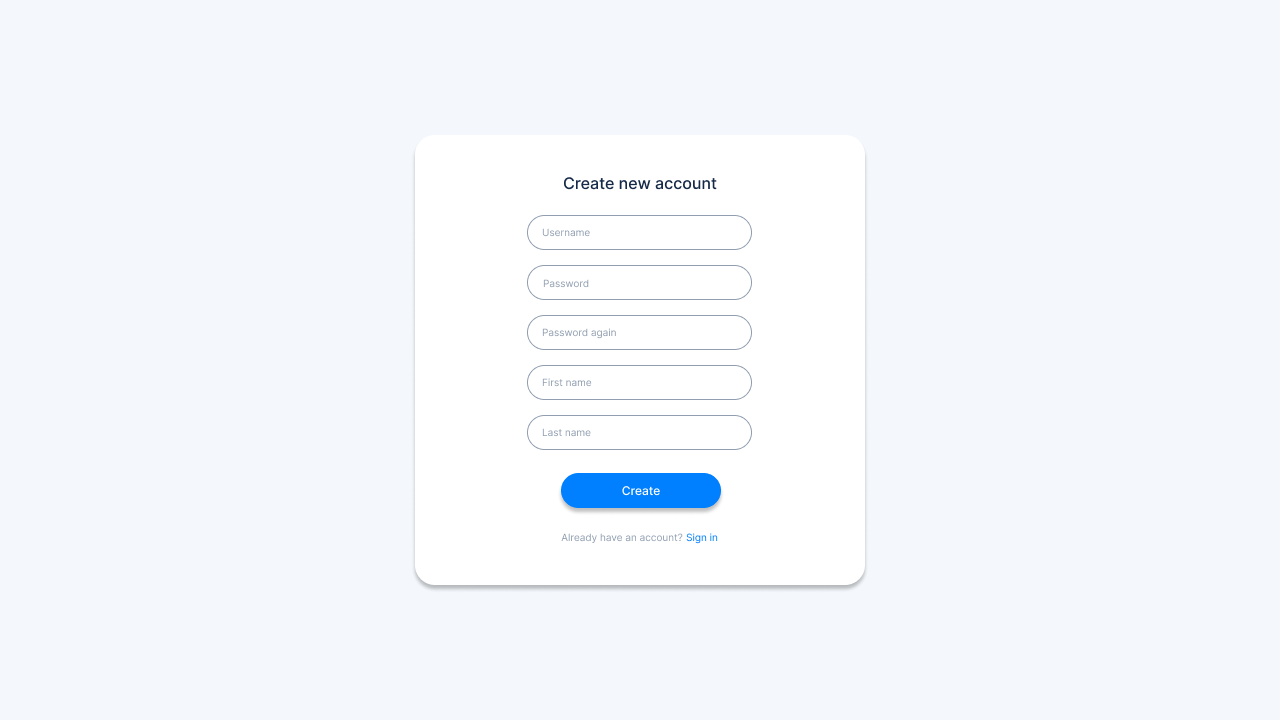 Create new account
Username
Password
Password again
First name
Last name
Create
Already have an account? Sign in